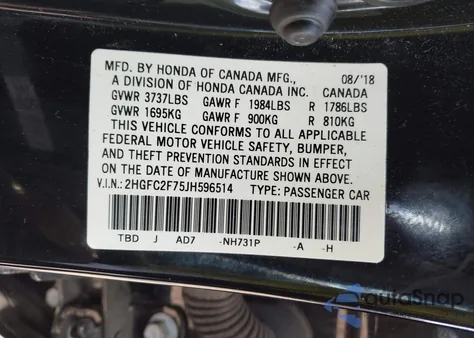 MFD. BY HONDA OF CANADA MFG., 08/'18
A DIVISION OF HONDA CANADA INC. CANADA
GVWR 3737LBS GAWR F 1984LBS R 1786LBS
GVWR 1695KG GAWR F 900KG R 810KG
THIS VEHICLE CONFORMS TO ALL APPLICABLE
FEDERAL MOTOR VEHICLE SAFETY, BUMPER,
AND THEFT PREVENTION STANDARDS IN EFFECT
ON THE DATE OF MANUFACTURE SHOWN ABOVE.
V.I.N.: 2HGFC2F75JH596514 TYPE: PASSENGER CAR
TBD J AD7 -NH731P -A -H
autoSnap